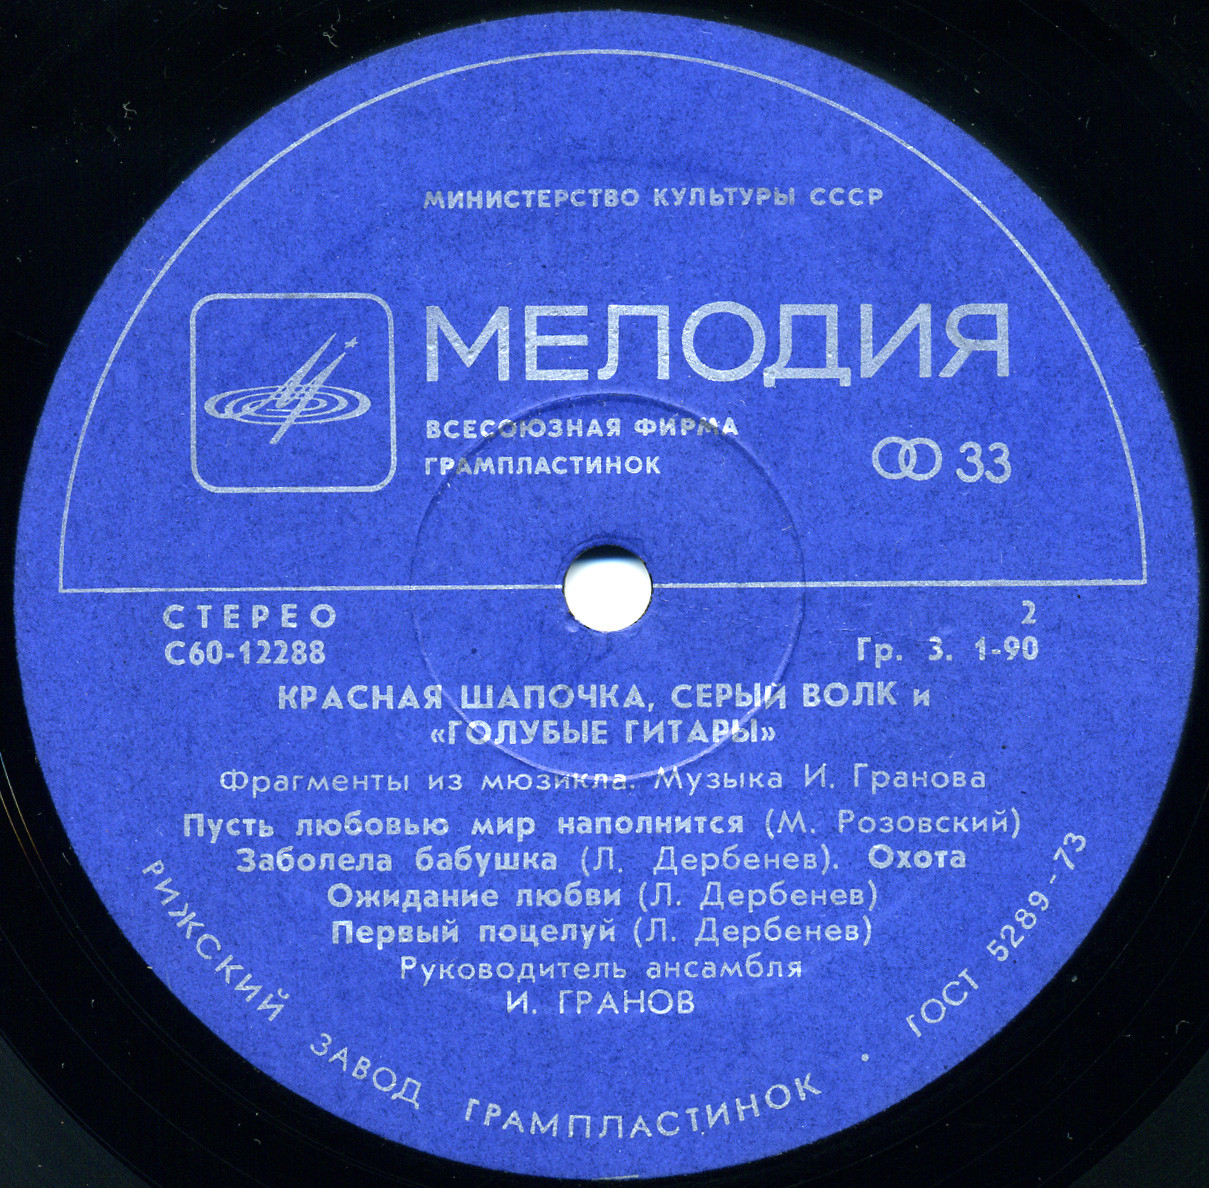 МИНИСТЕРСТВО КУЛЬТУРЫ СССР
МЕЛОДИЯ
ВСЕСОЮЗНАЯ ФИРМА
ГРАМПЛАСТИНОК
33
СТЕРЕО 2
С60-12288 Гр. 3. 1-90
КРАСНАЯ ШАПОЧКА, СЕРЫЙ ВОЛК и
«ГОЛУБЫЕ ГИТАРЫ»
Фрагменты из мюзикла. Музыка И. Гранова
Пусть любовью мир наполнится (М. Розовский)
Заболела бабушка (Л. Дербенев). Охота
Ожидание любви (Л. Дербенев)
Первый поцелуй (Л. Дербенев)
Руководитель ансамбля
И. ГРАНОВ
РИЖСКИЙ ЗАВОД ГРАМПЛАСТИНОК • ГОСТ 5289-73